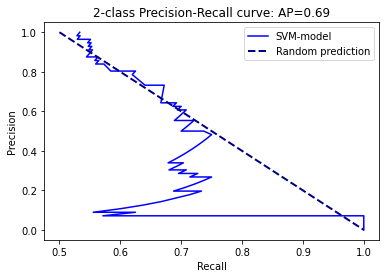 2-class Precision-Recall curve: AP=0.69
SVM-model
Random prediction
Precision
1.0
0.8
0.6
0.4
0.2
0.0
0.5 0.6 0.7 0.8 0.9 1.0
Recall